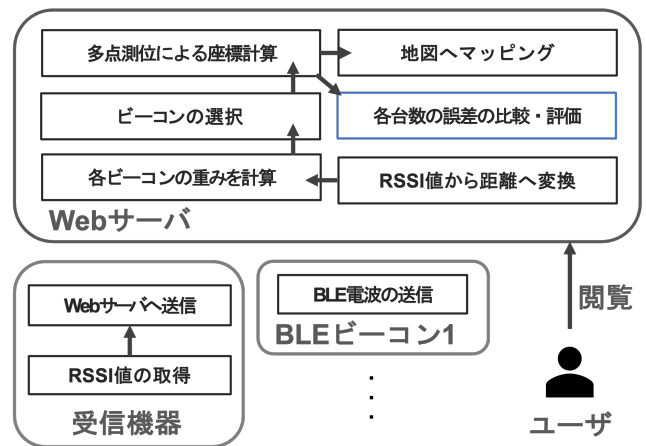 多点測位による座標計算
地図へマッピング
ビーコンの選択
各台数の誤差の比較・評価
各ビーコンの重みを計算
RSSI値から距離へ変換
Webサーバ
Webサーバへ送信
RSSI値の取得
受信機器
BLE電波の送信
BLEビーコン1
閲覧
ユーザ